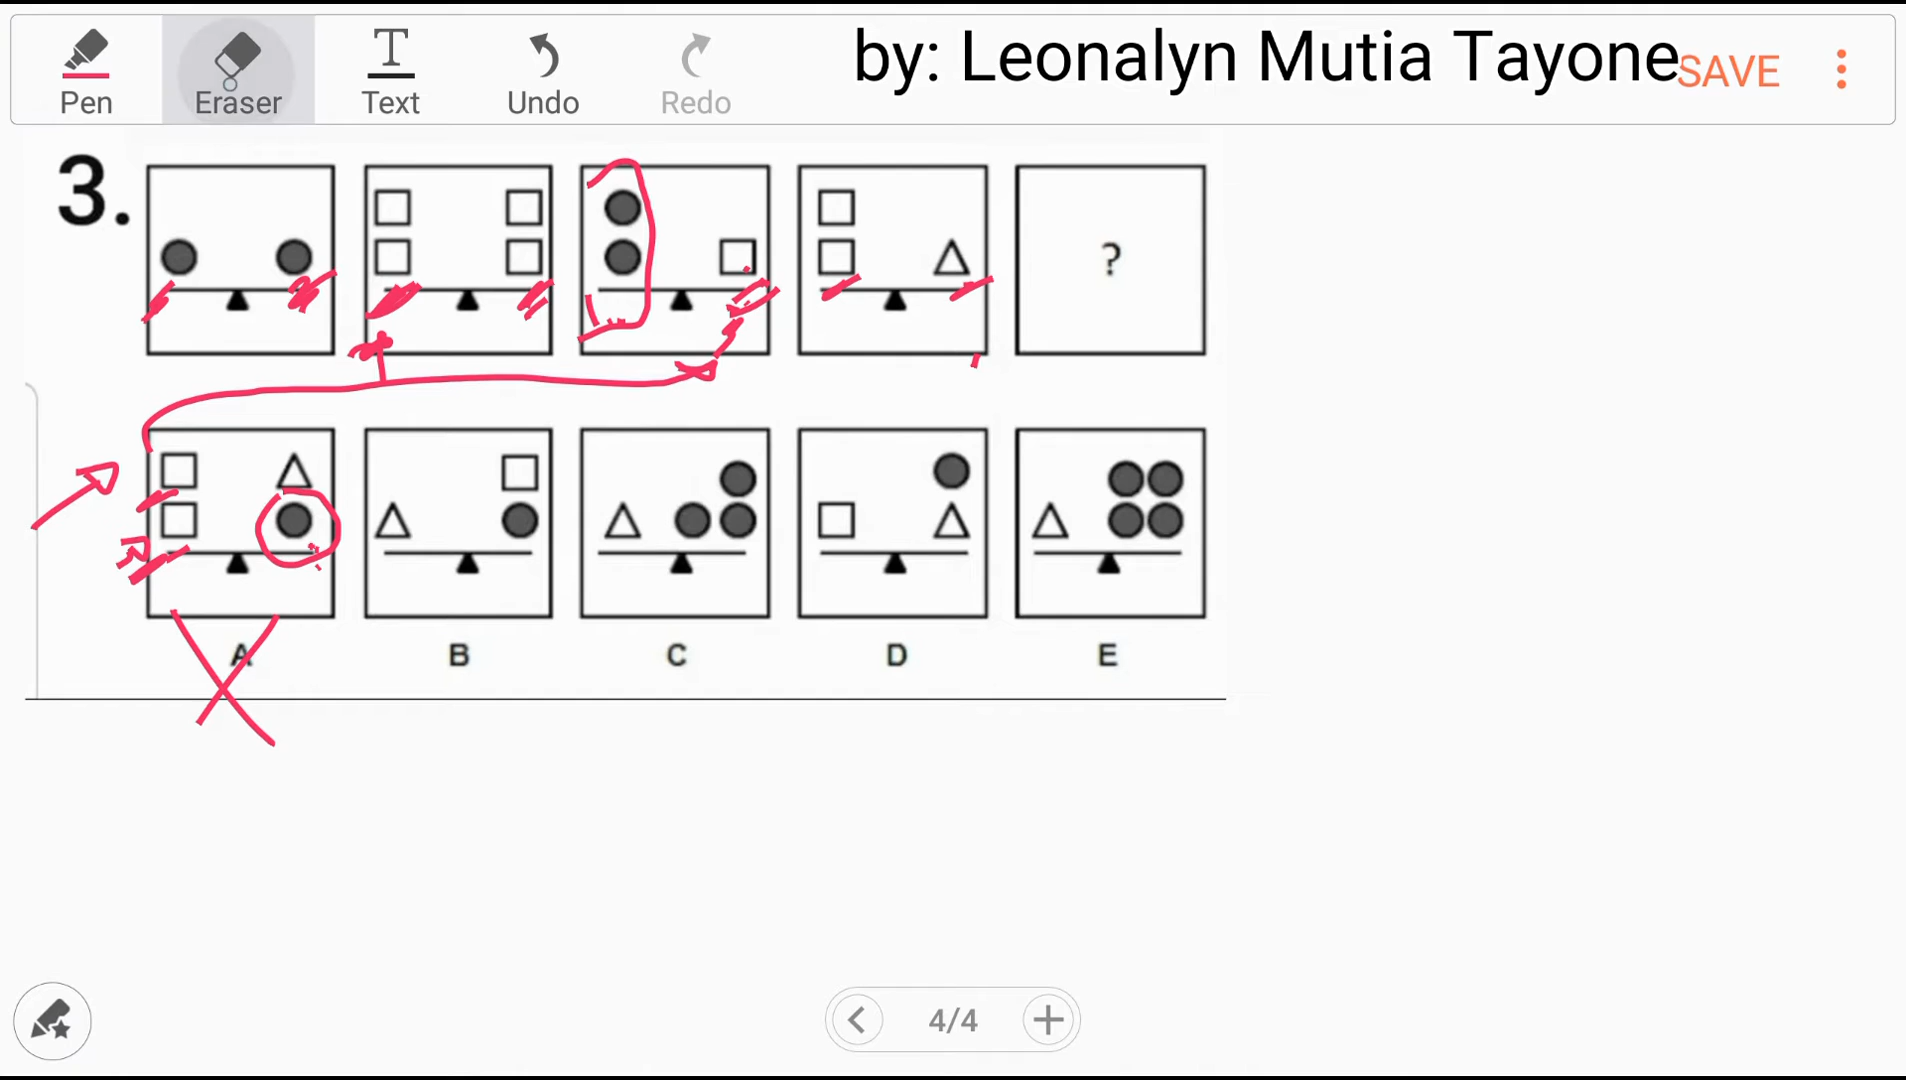 by: Leonalyn Mutia Tayone
Pen Eraser Text Undo Redo SAVE
3.
?
A B C D E
4/4